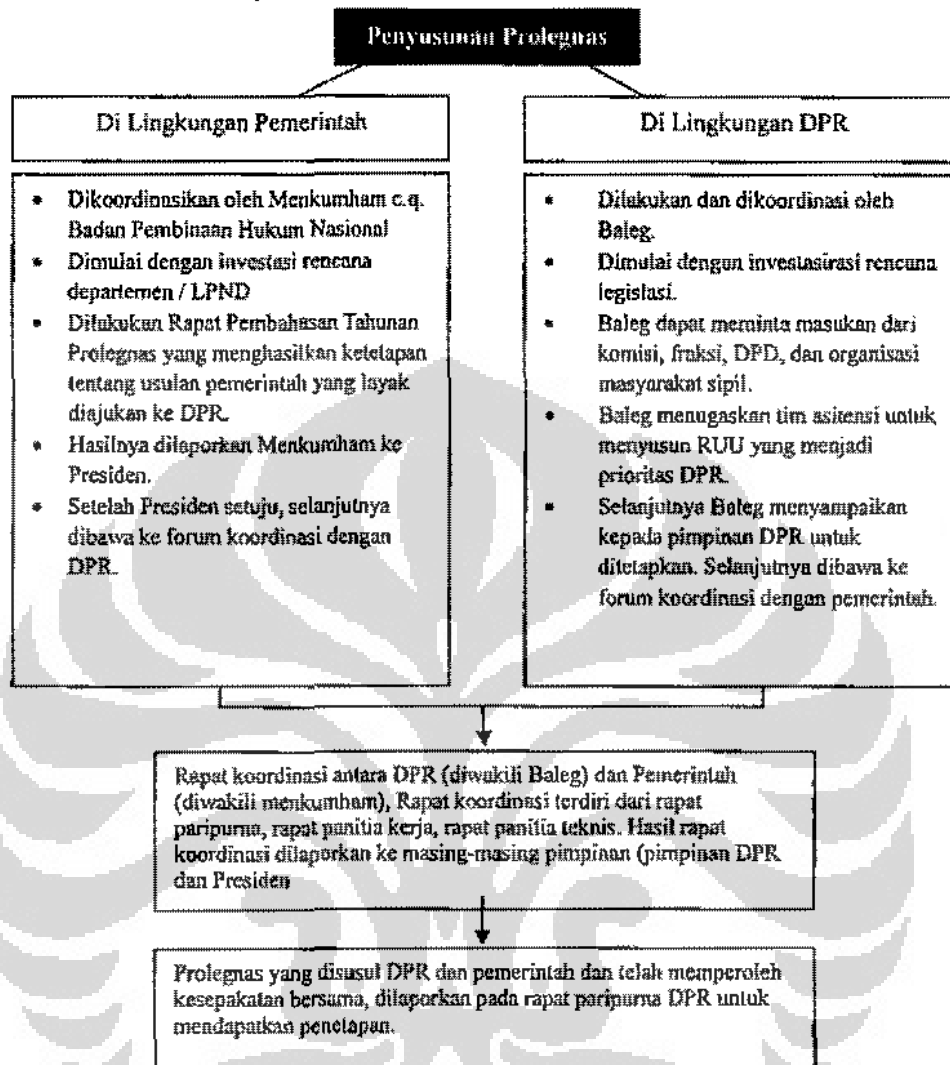 Penyusunan Prolegnas
Di Lingkungan Pemerintah
• Dikoordinasikan oleh Menkumham c.q.
Badan Pembinaan Hukum Nasional
• Dimulai dengan investasi rencana
departemen / LPND
• Dilakukan Rapat Pembahasan Tahunan
Prolegnas yang menghasilkan ketetapan
tentang usulan pemerintah yang layak
diajukan ke DPR.
• Hasilnya dilaporkan Menkumham ke
Presiden.
• Setelah Presiden setuju, selanjutnya
dibawa ke forum koordinasi dengan
DPR.
Di Lingkungan DPR
• Dilakukan dan dikoordinasi oleh
Baleg.
• Dimulai dengan investasirasi rencana
legislasi.
• Baleg dapat meminta masukan dari
komisi, fraksi, DPD, dan organisasi
masyarakat sipil.
• Baleg menugaskan tim asitensi untuk
menyusun RUU yang menjadi
prioritas DPR.
• Selanjutnya Baleg menyampaikan
kepada pimpinan DPR untuk
ditetapkan. Selanjutnya dibawa ke
forum koordinasi dengan pemerintah.
Rapat koordinasi antara DPR (diwakili Baleg) dan Pemerintah
(diwakili menkumham), Rapat koordinasi terdiri dari rapat
paripurna, rapat panitia kerja, rapat panitia teknis. Hasil rapat
koordinasi dilaporkan ke masing-masing pimpinan (pimpinan DPR
dan Presiden
Prolegnas yang disusul DPR dan pemerintah dan telah memperoleh
kesepakatan bersama, dilaporkan pada rapat paripurna DPR untuk
mendapatkan penetapan.